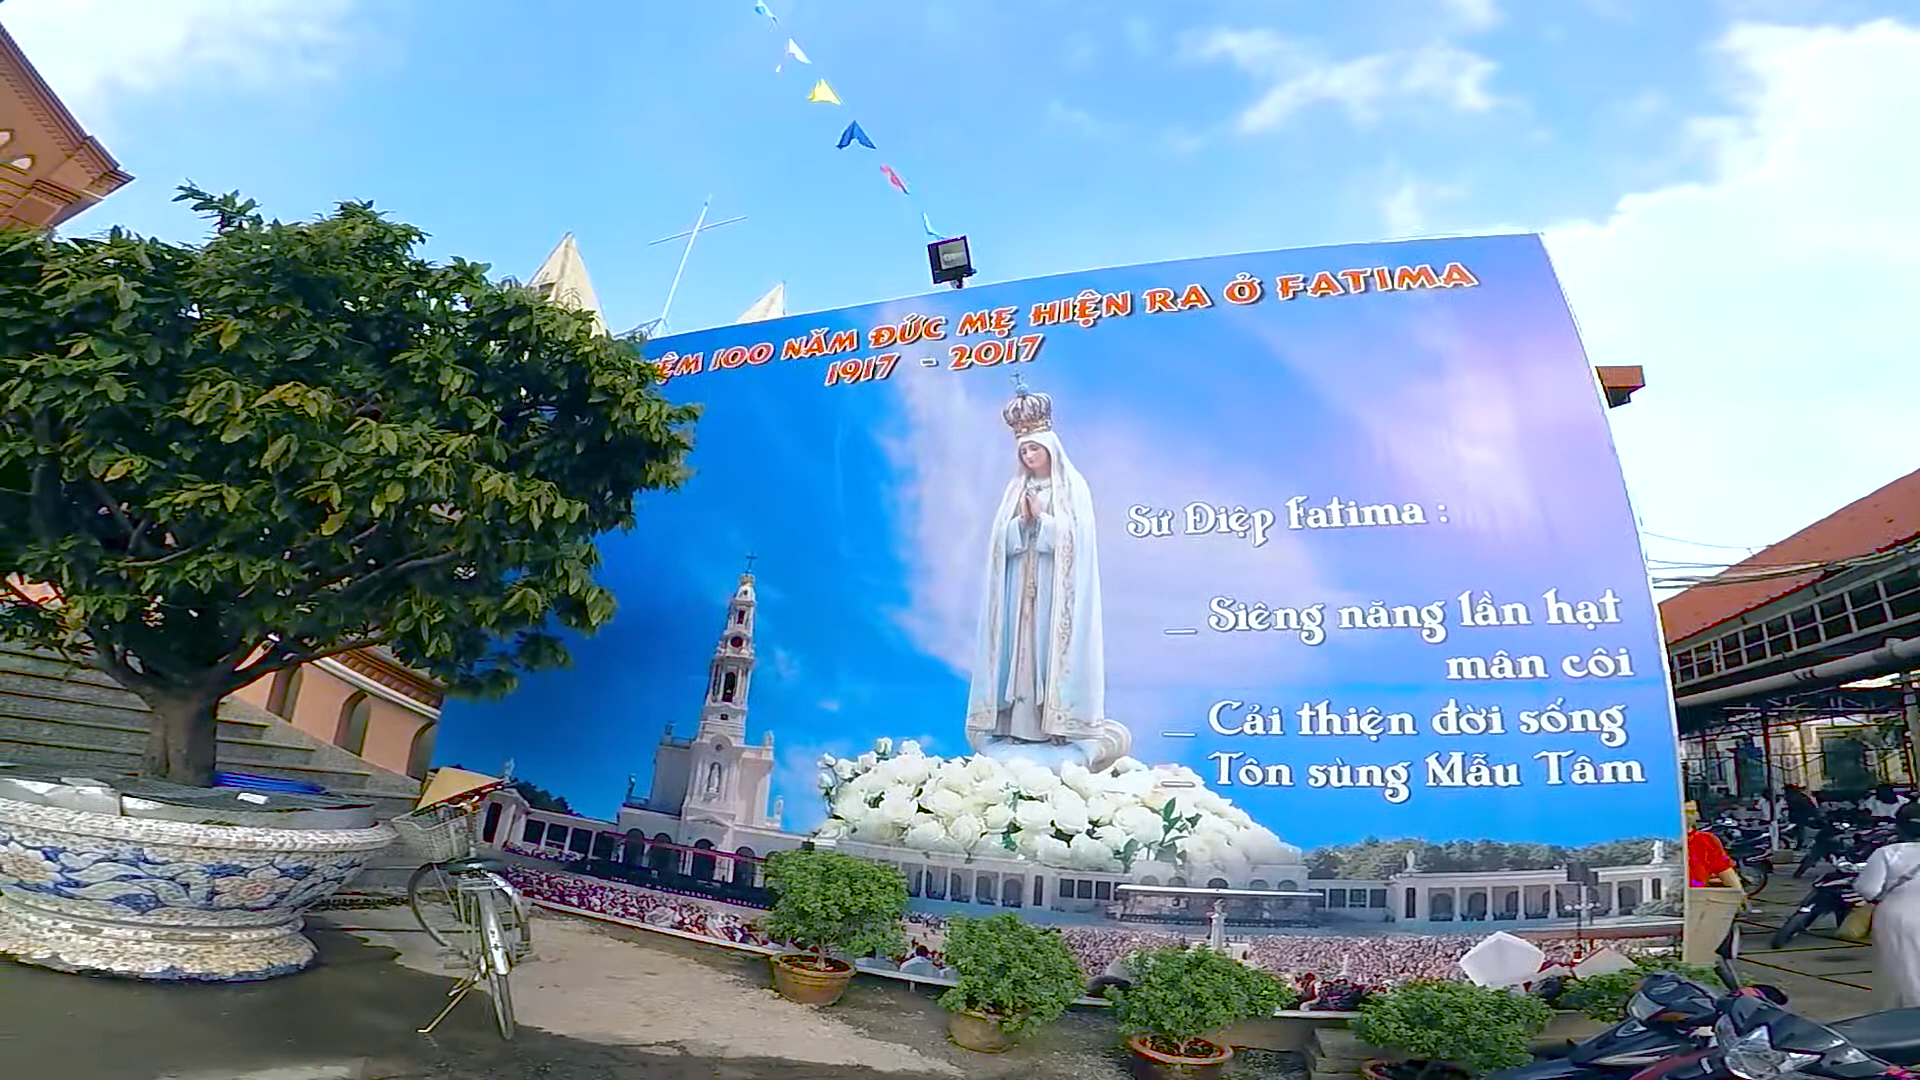 100 NĂM ĐỨC MẸ HIỆN RA Ở FATIMA
1917 - 2017
Sứ Điệp Fatima :
_ Siêng năng lần hạt
mân côi
_ Cải thiện đời sống
_ Tôn sùng Mẫu Tâm